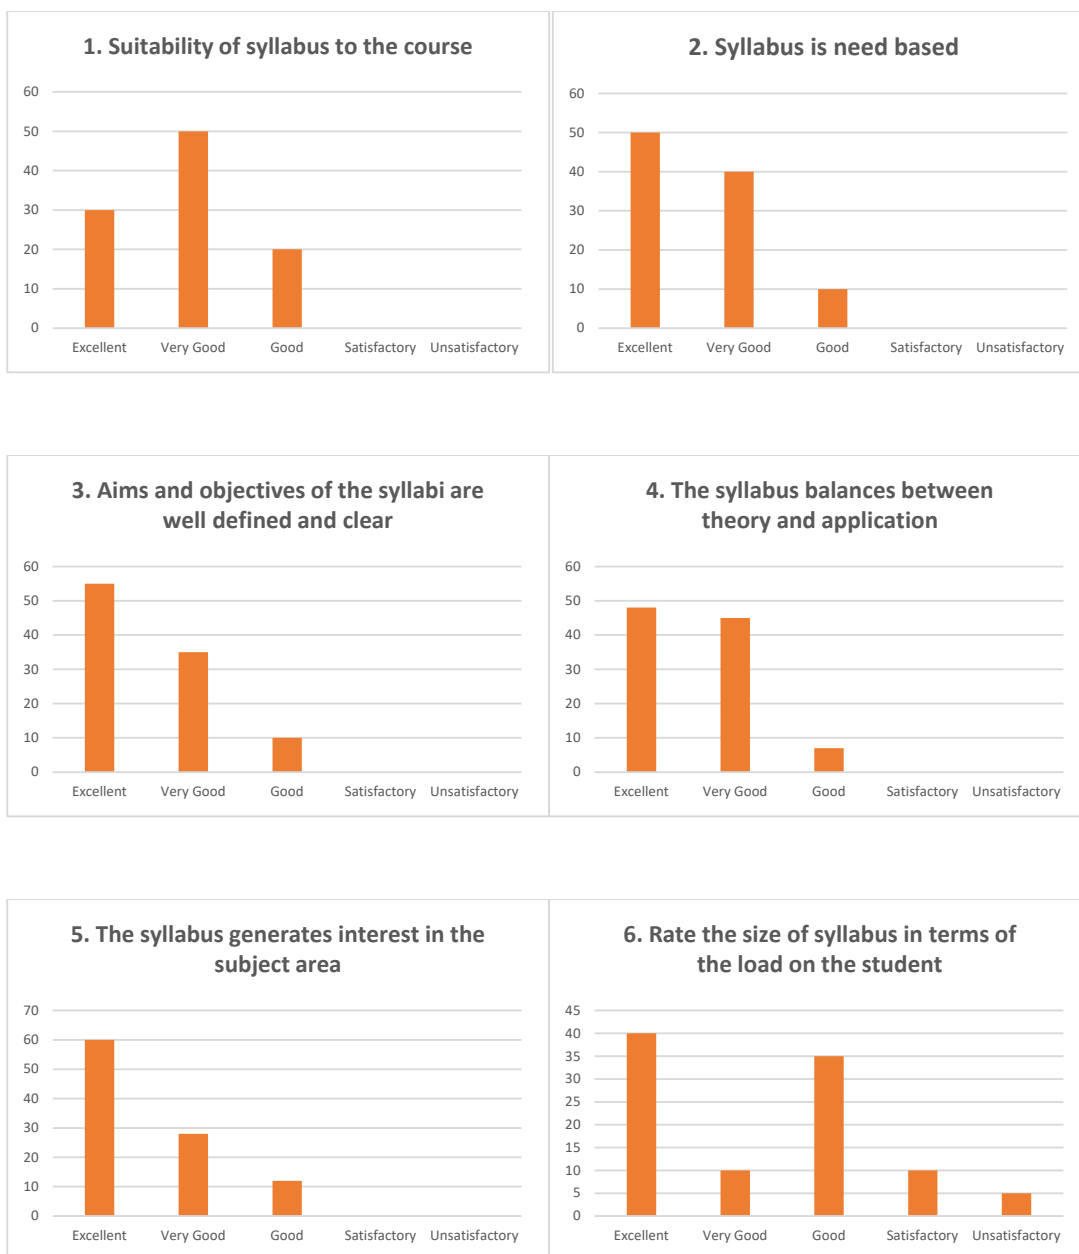 1. Suitability of syllabus to the course
60
50
40
30
20
10
0
Excellent Very Good Good Satisfactory Unsatisfactory
2. Syllabus is need based
60
50
40
30
20
10
0
Excellent Very Good Good Satisfactory Unsatisfactory
3. Aims and objectives of the syllabi are
well defined and clear
60
50
40
30
20
10
0
Excellent Very Good Good Satisfactory Unsatisfactory
4. The syllabus balances between
theory and application
60
50
40
30
20
10
0
Excellent Very Good Good Satisfactory Unsatisfactory
5. The syllabus generates interest in the
subject area
70
60
50
40
30
20
10
0
Excellent Very Good Good Satisfactory Unsatisfactory
6. Rate the size of syllabus in terms of
the load on the student
45
40
35
30
25
20
15
10
5
0
Excellent Very Good Good Satisfactory Unsatisfactory